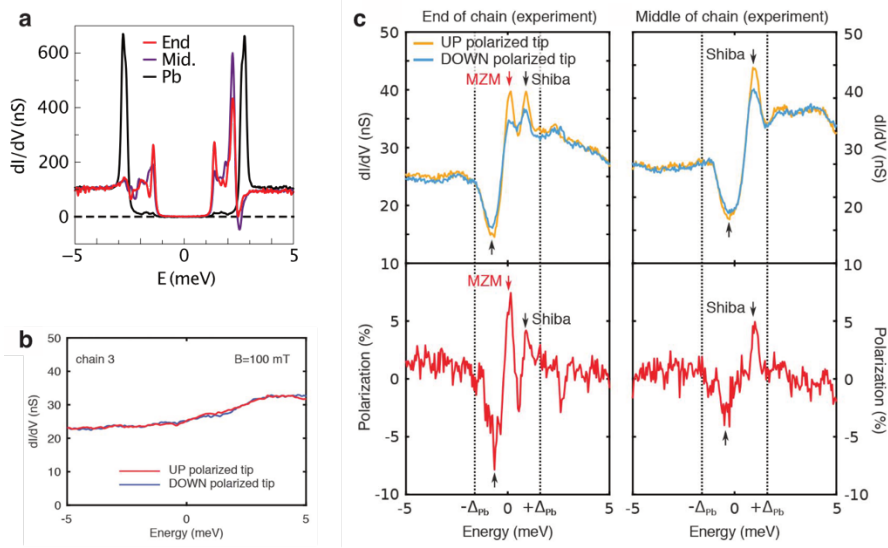 a
600
400
200
0
dI/dV (nS)
End
Mid.
Pb
-5
0
5
E (meV)
b
50
40
30
20
10
0
dI/dV (nS)
chain 3
B=100 mT
UP polarized tip
DOWN polarized tip
-5
0
5
Energy (meV)
c
End of chain (experiment)
Middle of chain (experiment)
50
40
30
20
10
dI/dV (nS)
UP polarized tip
DOWN polarized tip
MZM
Shiba
Shiba
50
40
30
20
10
dI/dV (nS)
5
0
-5
-10
Polarization (%)
MZM
Shiba
Shiba
5
0
-5
-10
Polarization (%)
-5
0
5
-ΔPb
+ΔPb
Energy (meV)
-5
0
5
-ΔPb
+ΔPb
Energy (meV)